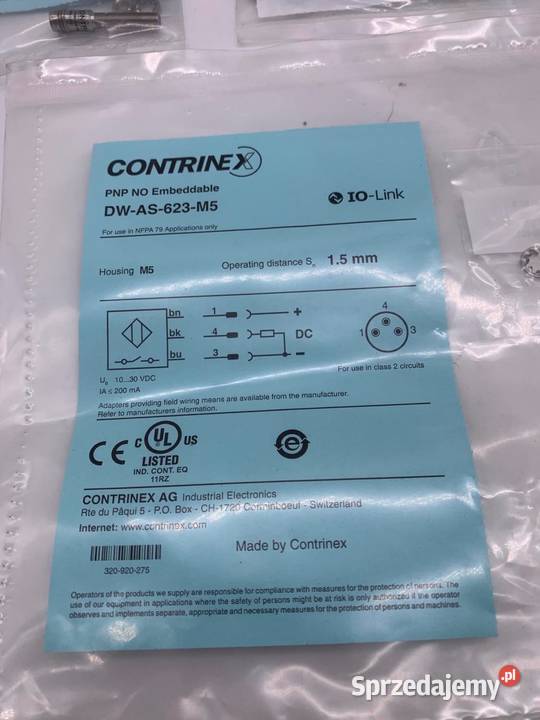 CONTRINEX
PNP NO Embeddable
DW-AS-623-M5
IO-Link
For use in NFPA 79 Applications only
Housing M5
Operating distance Sn 1.5 mm
bn 1 +
bk 4 DC
bu 3 –
4
1 3
UB 10...30 VDC
IA ≤ 200 mA
For use in class 2 circuits
Adapters providing field wiring means are available from the manufacturer.
Refer to manufacturers information.
CE
C UL US
LISTED
IND. CONT. EQ
11RZ
e
CONTRINEX AG Industrial Electronics
Rte du Pâqui 5 - P.O. Box - CH-1720 Corminboeuf - Switzerland
Internet: www.contrinex.com
Made by Contrinex
320-920-275
Operators of the products we supply are responsible for compliance with measures for the protection of persons. The
use of our equipment in applications where the safety of persons might be at risk is only authorized if the operator
observes and implements separate, appropriate and necessary measures for the protection of persons and machines.
Sprzedajemy.pl